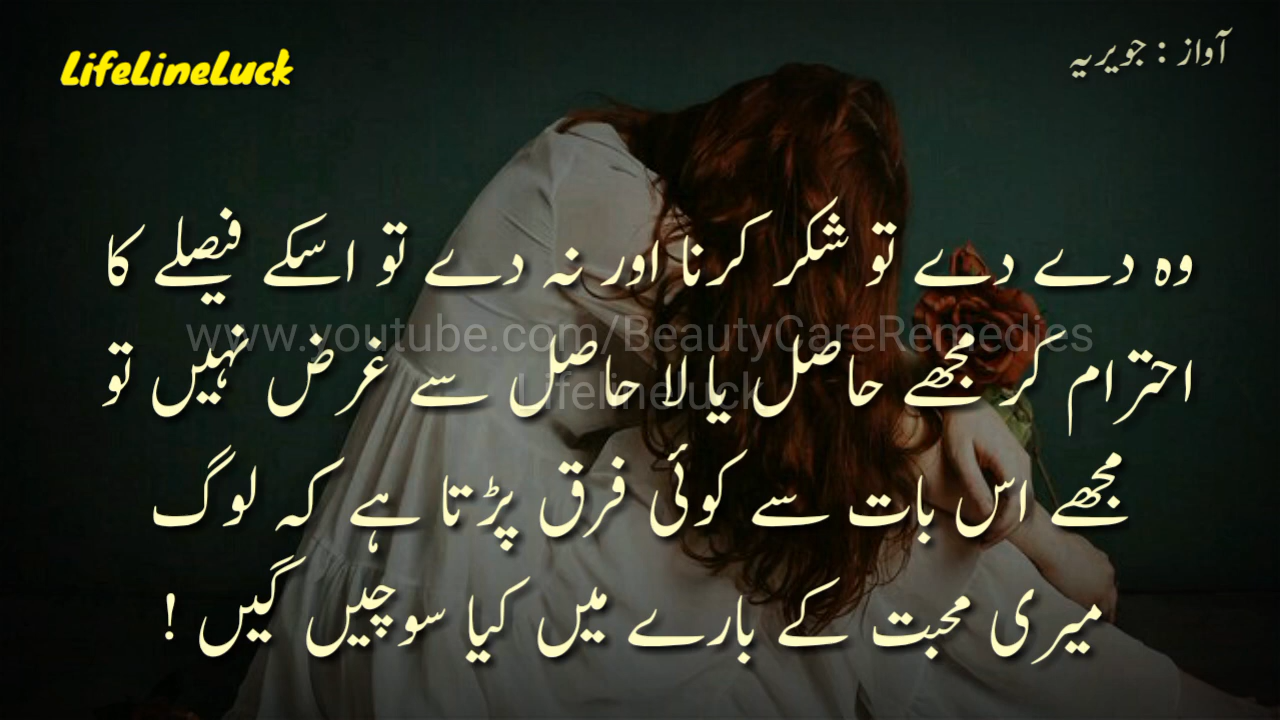 LifeLineLuck
آواز : جویریہ
وہ دے دے تو شکر کرنا اور نہ دے تو اسکے فیصلے کا
www.youtube.com/BeautyCareRemedies
احترام کر مجھے حاصل یا لا حاصل سے غرض نہیں تو
Lifelineluck
مجھے اس بات سے کوئی فرق پڑتا ہے کہ لوگ
میری محبت کے بارے میں کیا سوچیں گیں !